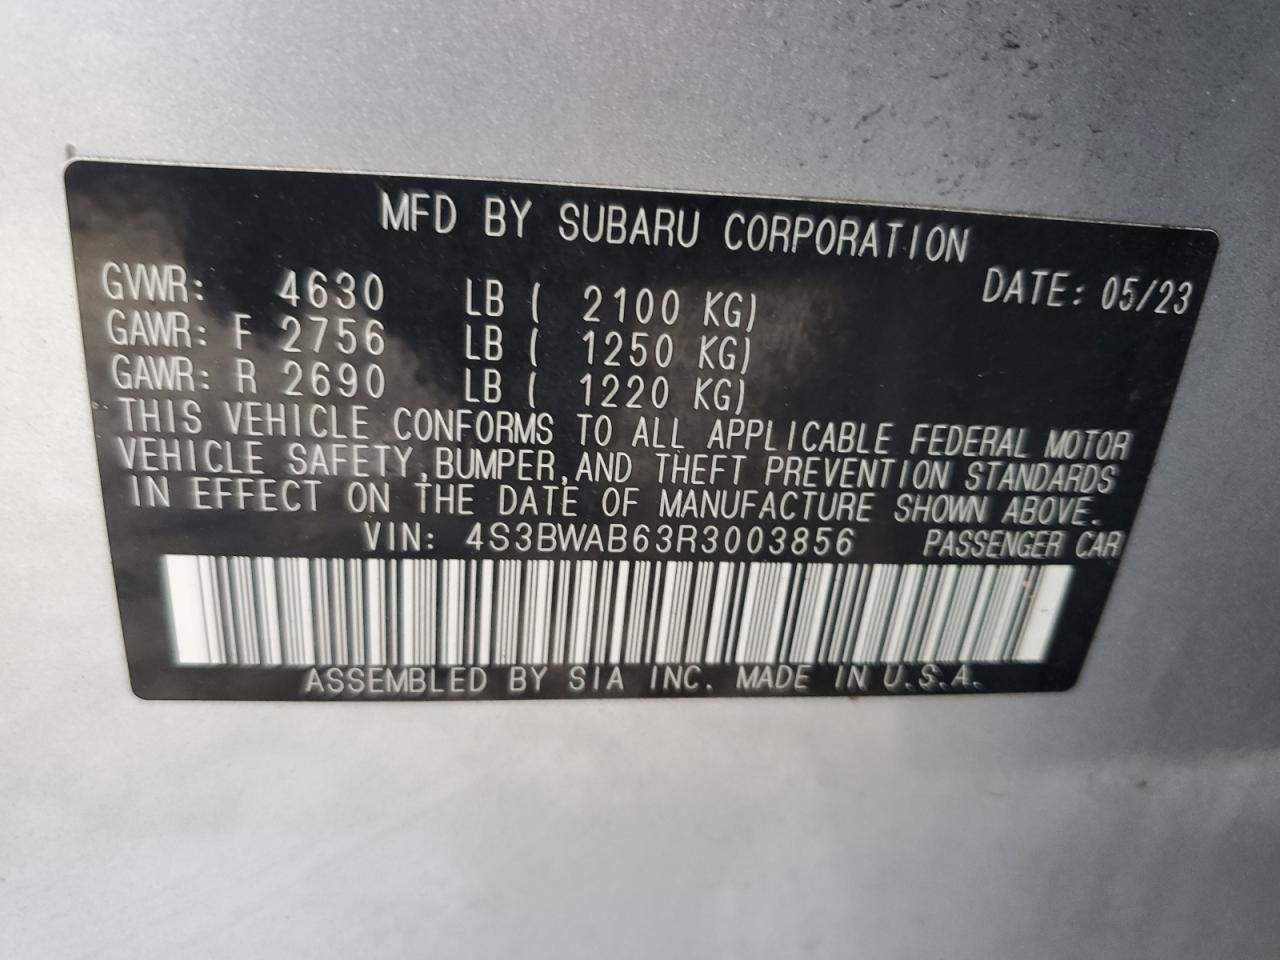 MFD BY SUBARU CORPORATION
DATE: 05/23
GVWR: 4630 LB ( 2100 KG)
GAWR: F 2756 LB ( 1250 KG)
GAWR: R 2690 LB ( 1220 KG)
THIS VEHICLE CONFORMS TO ALL APPLICABLE FEDERAL MOTOR
VEHICLE SAFETY,BUMPER,AND THEFT PREVENTION STANDARDS
IN EFFECT ON THE DATE OF MANUFACTURE SHOWN ABOVE.
VIN: 4S3BWAB63R3003856 PASSENGER CAR
ASSEMBLED BY SIA INC. MADE IN U.S.A.